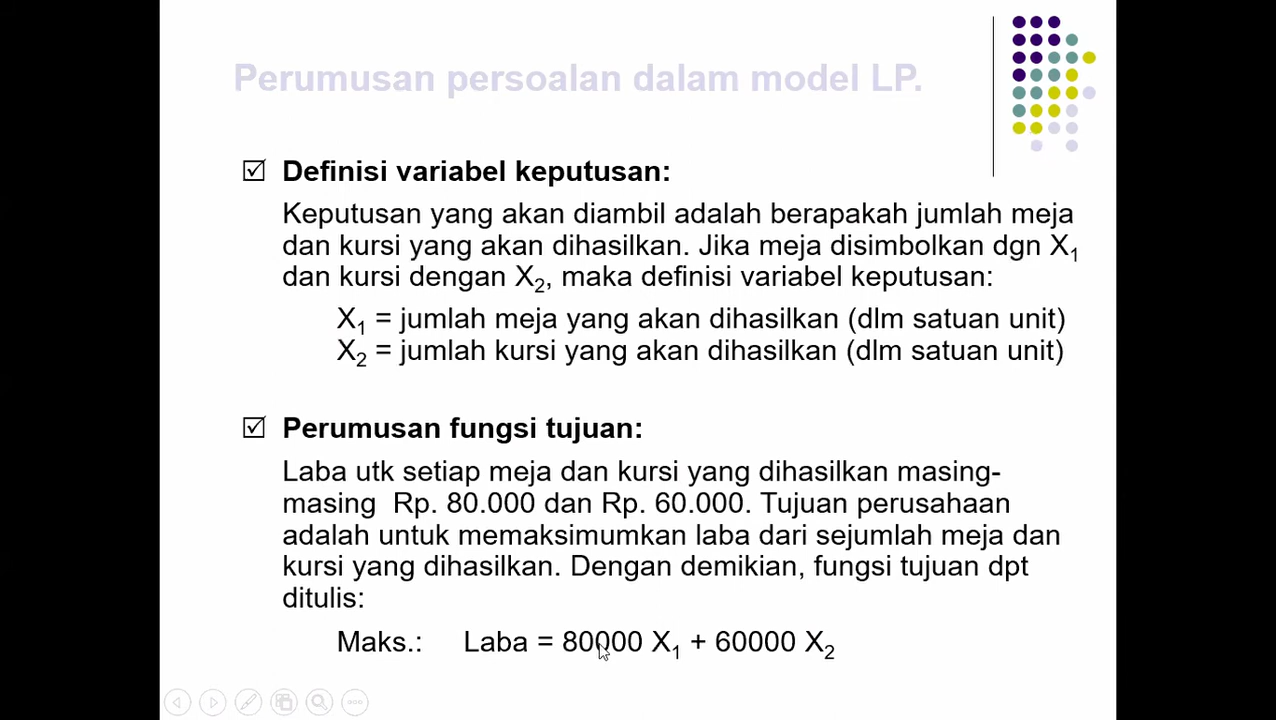 Perumusan persoalan dalam model LP.
Definisi variabel keputusan:
Keputusan yang akan diambil adalah berapakah jumlah meja
dan kursi yang akan dihasilkan. Jika meja disimbolkan dgn X₁
dan kursi dengan X₂, maka definisi variabel keputusan:
X₁ = jumlah meja yang akan dihasilkan (dlm satuan unit)
X₂ = jumlah kursi yang akan dihasilkan (dlm satuan unit)
Perumusan fungsi tujuan:
Laba utk setiap meja dan kursi yang dihasilkan masing-
masing Rp. 80.000 dan Rp. 60.000. Tujuan perusahaan
adalah untuk memaksimumkan laba dari sejumlah meja dan
kursi yang dihasilkan. Dengan demikian, fungsi tujuan dpt
ditulis:
Maks.: Laba = 80000 X₁ + 60000 X₂